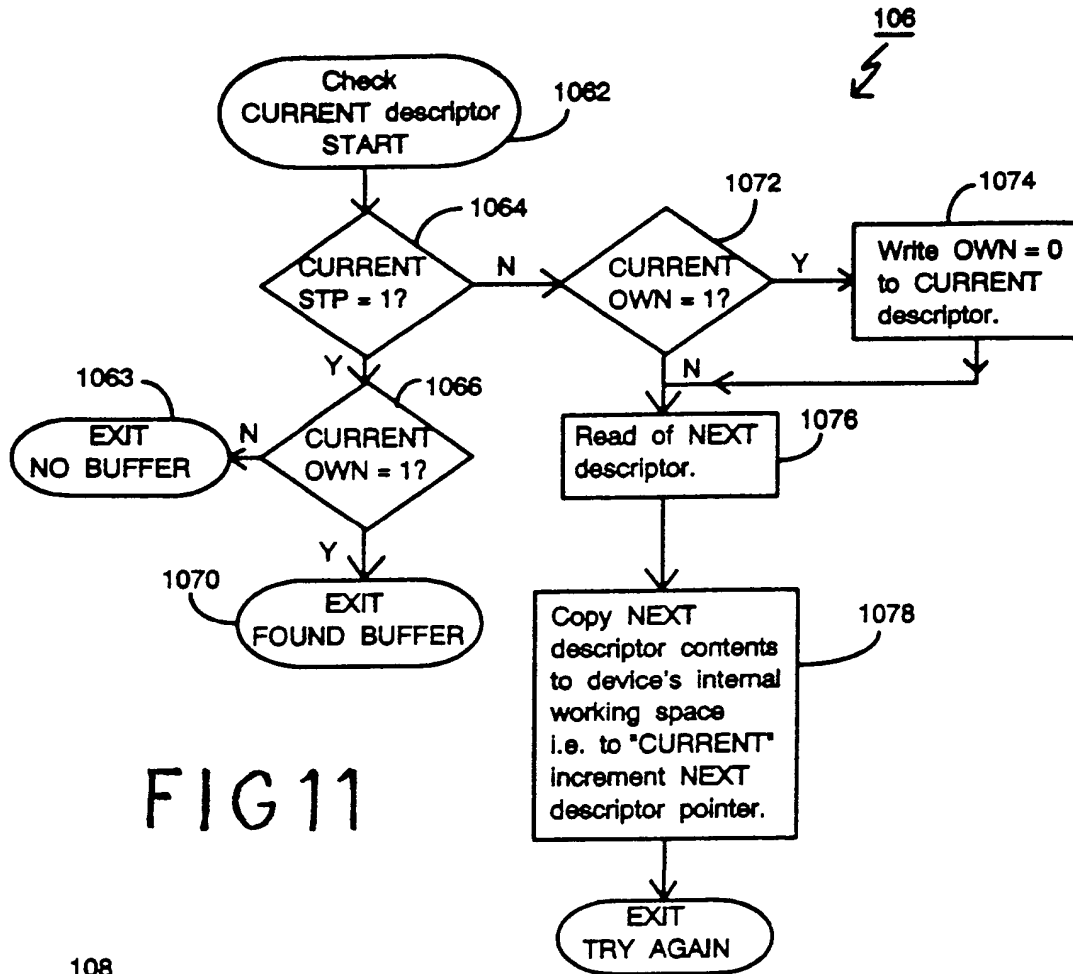 106
Check
CURRENT descriptor
START
1062
1064
CURRENT
STP = 1?
N
Y
1072
CURRENT
OWN = 1?
Y
N
1074
Write OWN = 0
to CURRENT
descriptor.
1063
EXIT
NO BUFFER
N
1066
CURRENT
OWN = 1?
Y
1070
EXIT
FOUND BUFFER
Read of NEXT
descriptor.
1076
Copy NEXT
descriptor contents
to device's internal
working space
i.e. to "CURRENT"
increment NEXT
descriptor pointer.
1078
EXIT
TRY AGAIN
FIG 11
108